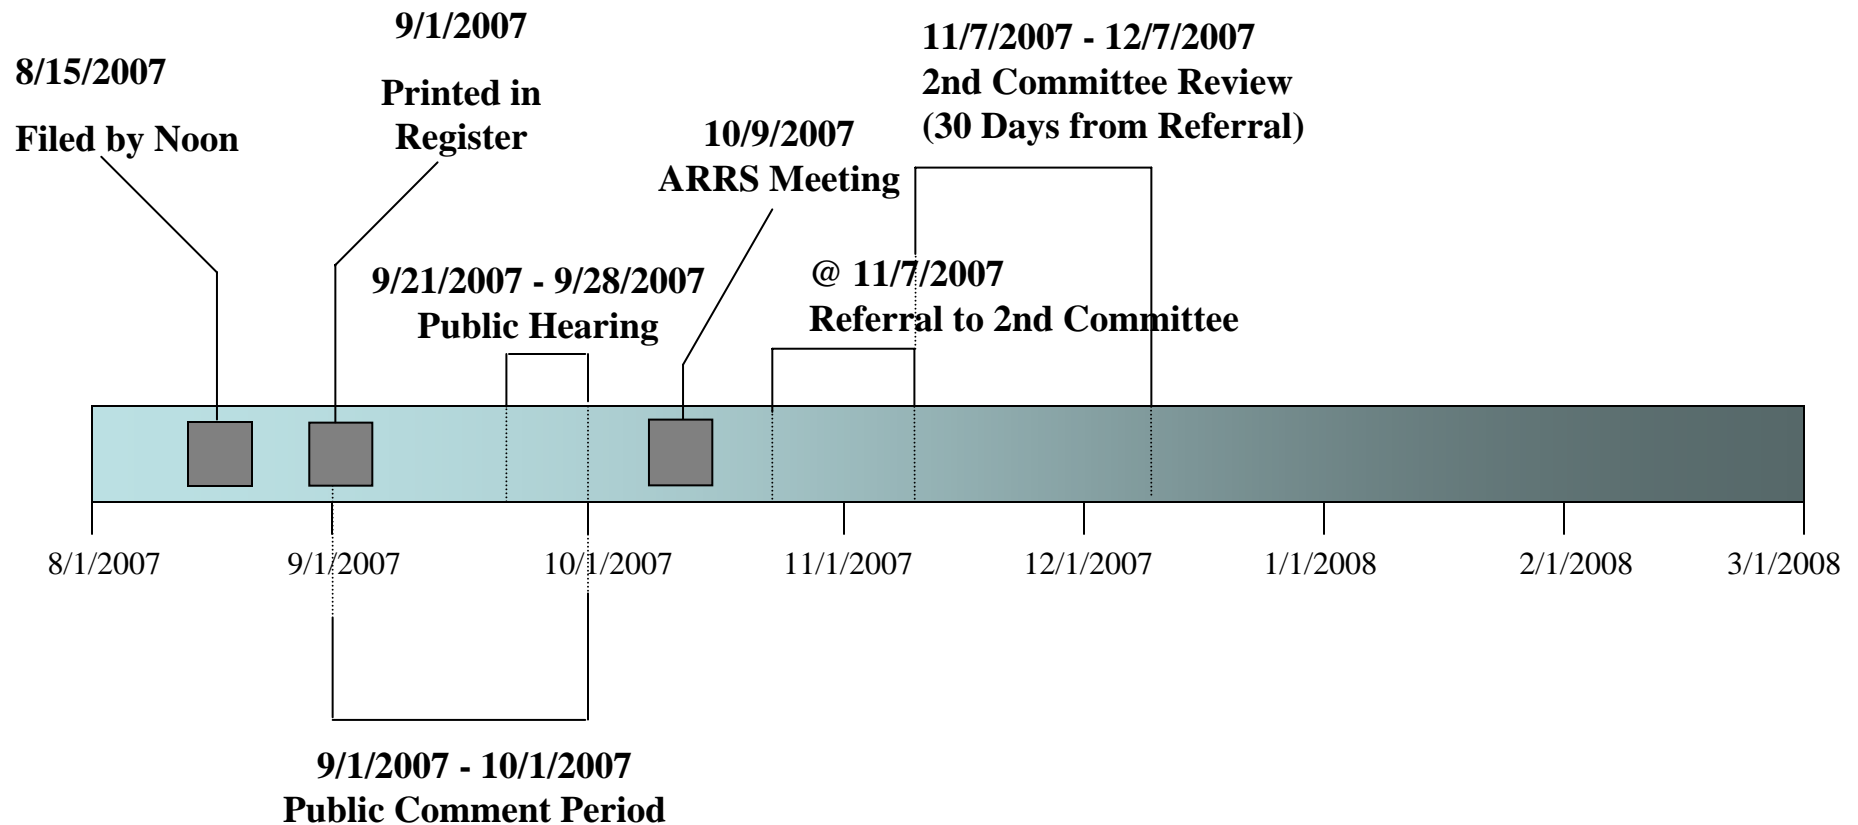 8/15/2007
Filed by Noon
9/1/2007
Printed in
Register
9/21/2007 - 9/28/2007
Public Hearing
10/9/2007
ARRS Meeting
@ 11/7/2007
Referral to 2nd Committee
11/7/2007 - 12/7/2007
2nd Committee Review
(30 Days from Referral)
8/1/2007
9/1/2007
10/1/2007
11/1/2007
12/1/2007
1/1/2008
2/1/2008
3/1/2008
9/1/2007 - 10/1/2007
Public Comment Period